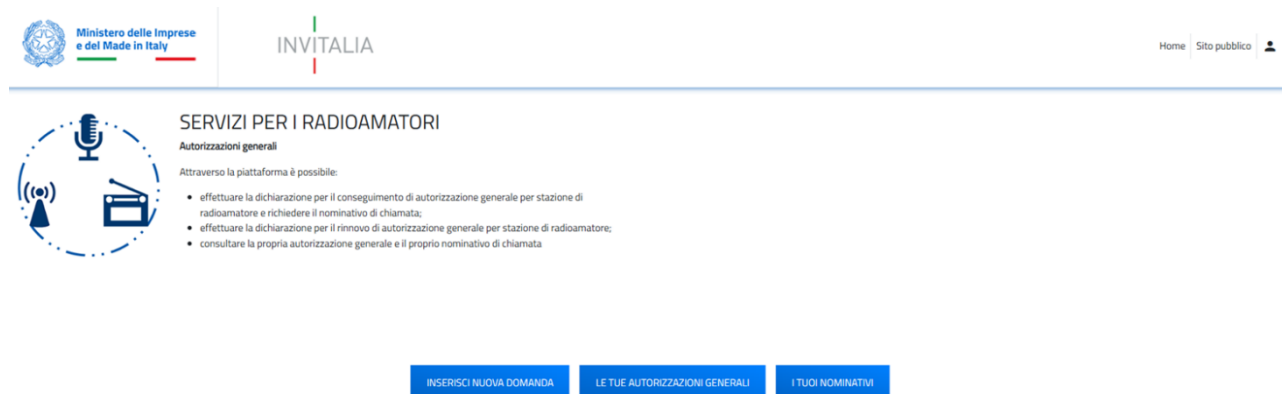 Ministero delle Imprese
e del Made in Italy
INVITALIA
Home Sito pubblico
SERVIZI PER I RADIOAMATORI
Autorizzazioni generali
Attraverso la piattaforma è possibile:
• effettuare la dichiarazione per il conseguimento di autorizzazione generale per stazione di
radioamatore e richiedere il nominativo di chiamata;
• effettuare la dichiarazione per il rinnovo di autorizzazione generale per stazione di radioamatore;
• consultare la propria autorizzazione generale e il proprio nominativo di chiamata
INSERISCI NUOVA DOMANDA LE TUE AUTORIZZAZIONI GENERALI I TUOI NOMINATIVI